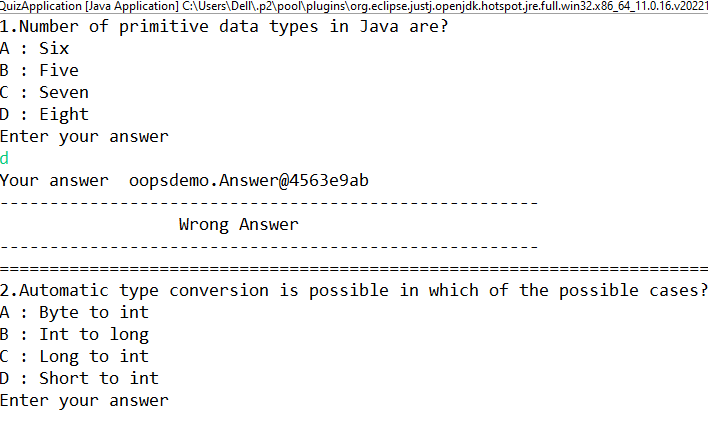 QuizApplication [Java Application] C:\Users\Dell\.p2\pool\plugins\org.eclipse.justj.openjdk.hotspot.jre.full.win32.x86_64_11.0.16.v20221
1.Number of primitive data types in Java are?
A : Six
B : Five
C : Seven
D : Eight
Enter your answer
d
Your answer  oopsdemo.Answer@4563e9ab
------------------------------------------------------
Wrong Answer
------------------------------------------------------
=======================================================================
2.Automatic type conversion is possible in which of the possible cases?
A : Byte to int
B : Int to long
C : Long to int
D : Short to int
Enter your answer